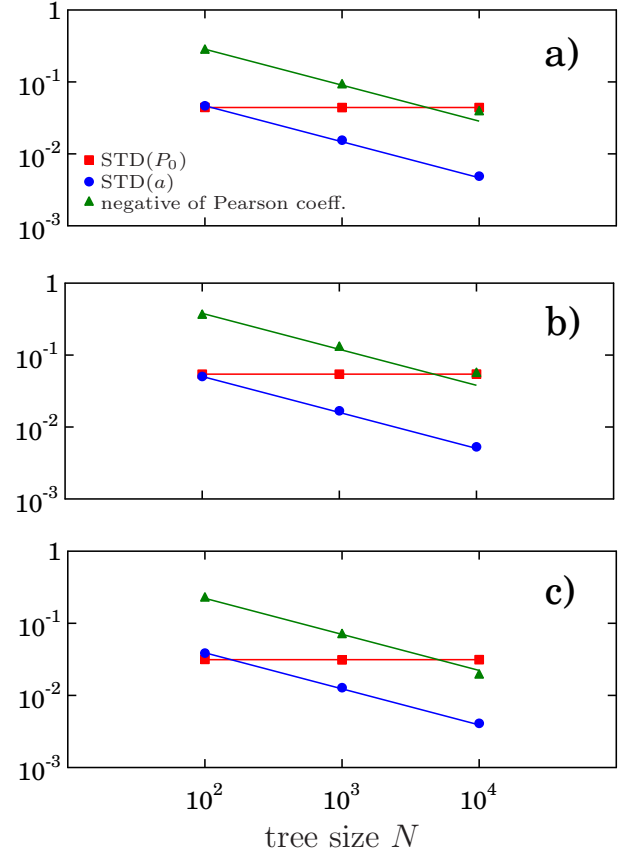 1
a)
10^-1
10^-2
STD(P_0)
STD(a)
negative of Pearson coeff.
10^-3
1
b)
10^-1
10^-2
10^-3
1
c)
10^-1
10^-2
10^-3
10^2 10^3 10^4
tree size N